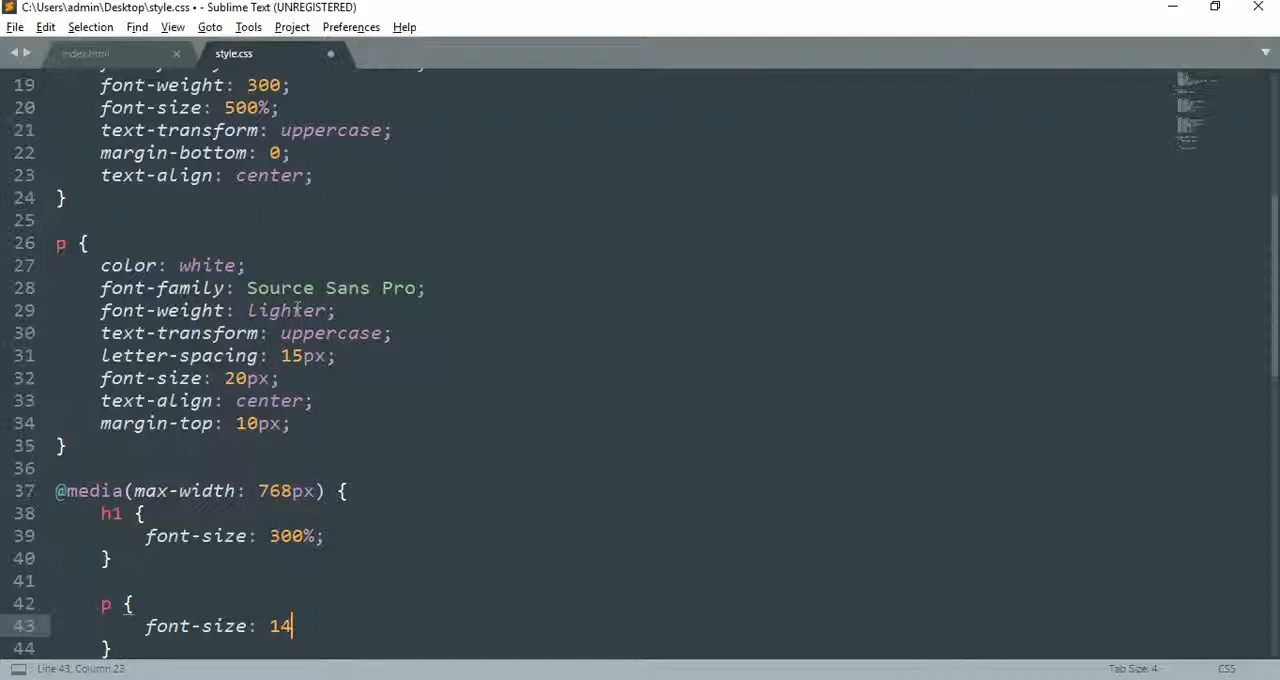 C:\Users\admin\Desktop\style.css • - Sublime Text (UNREGISTERED)
File Edit Selection Find View Goto Tools Project Preferences Help
index.html style.css
19 font-weight: 300;
20 font-size: 500%;
21 text-transform: uppercase;
22 margin-bottom: 0;
23 text-align: center;
24 }
25
26 p {
27 color: white;
28 font-family: Source Sans Pro;
29 font-weight: lighter;
30 text-transform: uppercase;
31 letter-spacing: 15px;
32 font-size: 20px;
33 text-align: center;
34 margin-top: 10px;
35 }
36
37 @media(max-width: 768px) {
38 h1 {
39 font-size: 300%;
40 }
41
42 p {
43 font-size: 14
44 }
Line 43, Column 23 Tab Size: 4 CSS